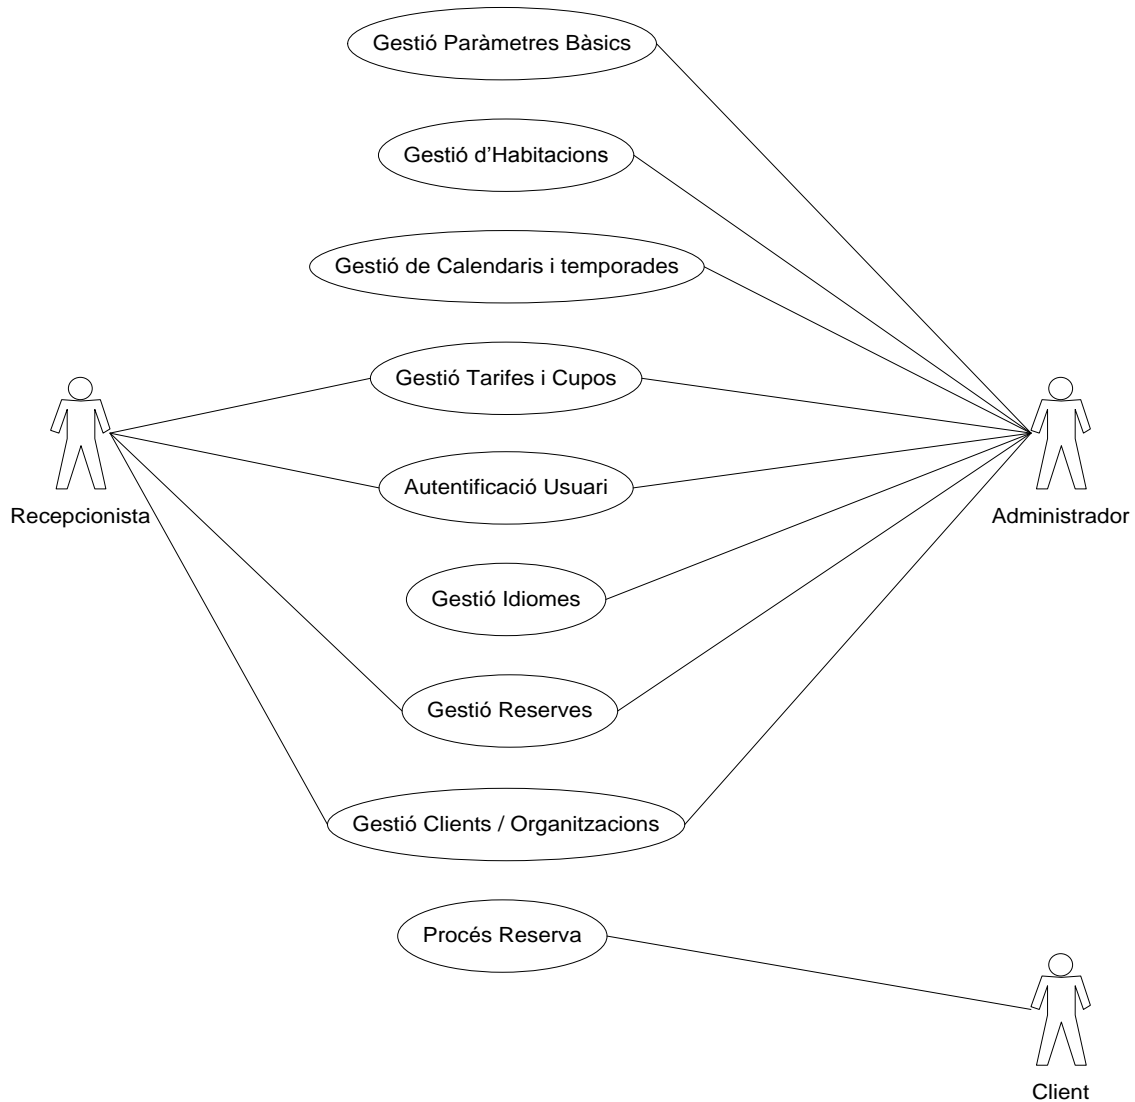 Gestió Paràmetres Bàsics
Gestió d’Habitacions
Gestió de Calendaris i temporades
Gestió Tarifes i Cupos
Autentificació Usuari
Recepcionista
Administrador
Gestió Idiomes
Gestió Reserves
Gestió Clients / Organitzacions
Procés Reserva
Client